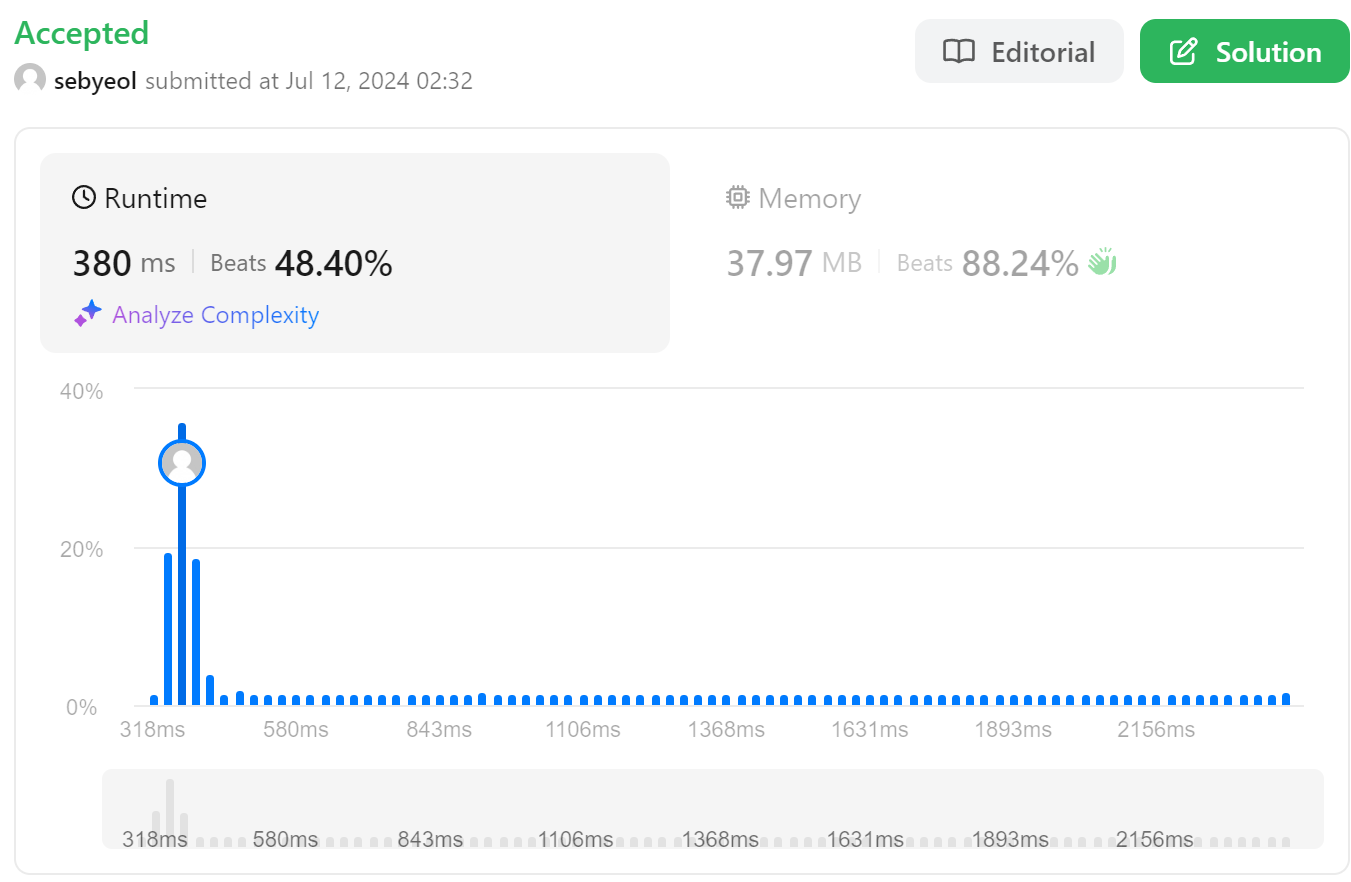 Accepted
sebyeol submitted at Jul 12, 2024 02:32
Editorial
Solution
Runtime
380 ms Beats 48.40%
Analyze Complexity
Memory
37.97 MB Beats 88.24%
40%
20%
0%
318ms 580ms 843ms 1106ms 1368ms 1631ms 1893ms 2156ms
318ms 580ms 843ms 1106ms 1368ms 1631ms 1893ms 2156ms